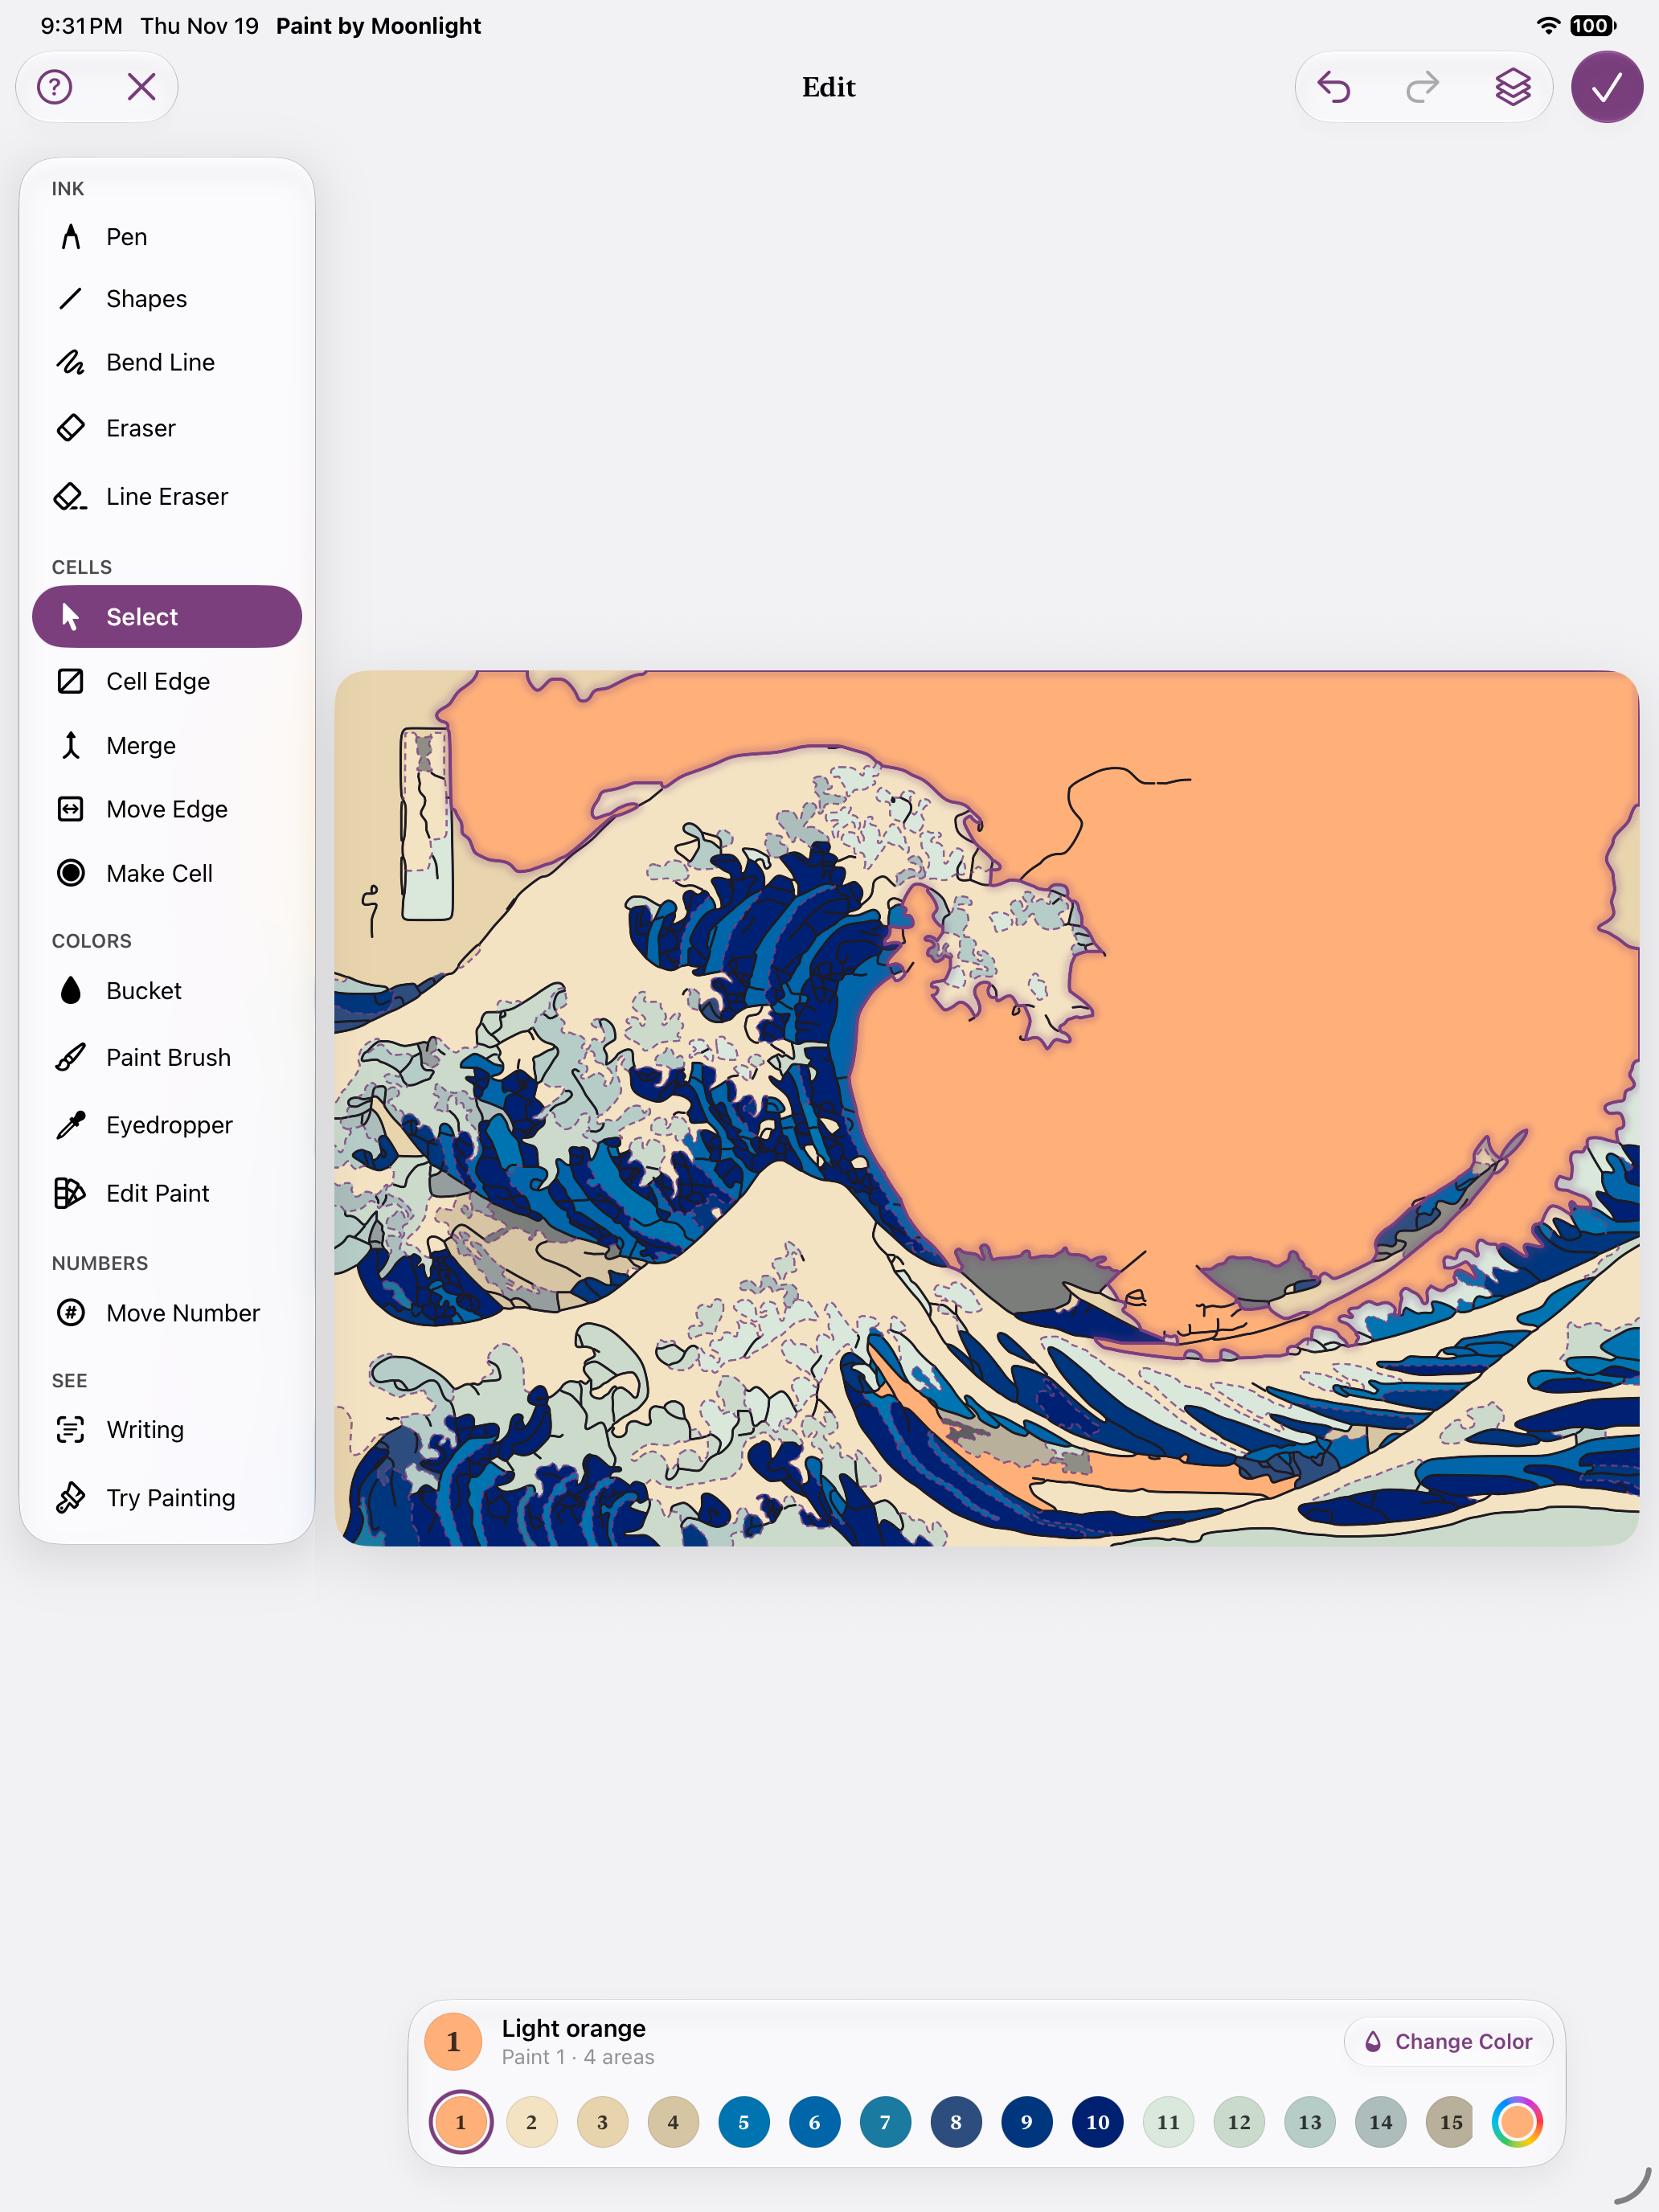 9:31 PM Thu Nov 19 Paint by Moonlight
100
?
Edit
INK
Pen
Shapes
Bend Line
Eraser
Line Eraser
CELLS
Select
Cell Edge
Merge
Move Edge
Make Cell
COLORS
Bucket
Paint Brush
Eyedropper
Edit Paint
NUMBERS
#
Move Number
SEE
Writing
Try Painting
1
Light orange
Paint 1 · 4 areas
Change Color
1 2 3 4 5 6 7 8 9 10 11 12 13 14 15